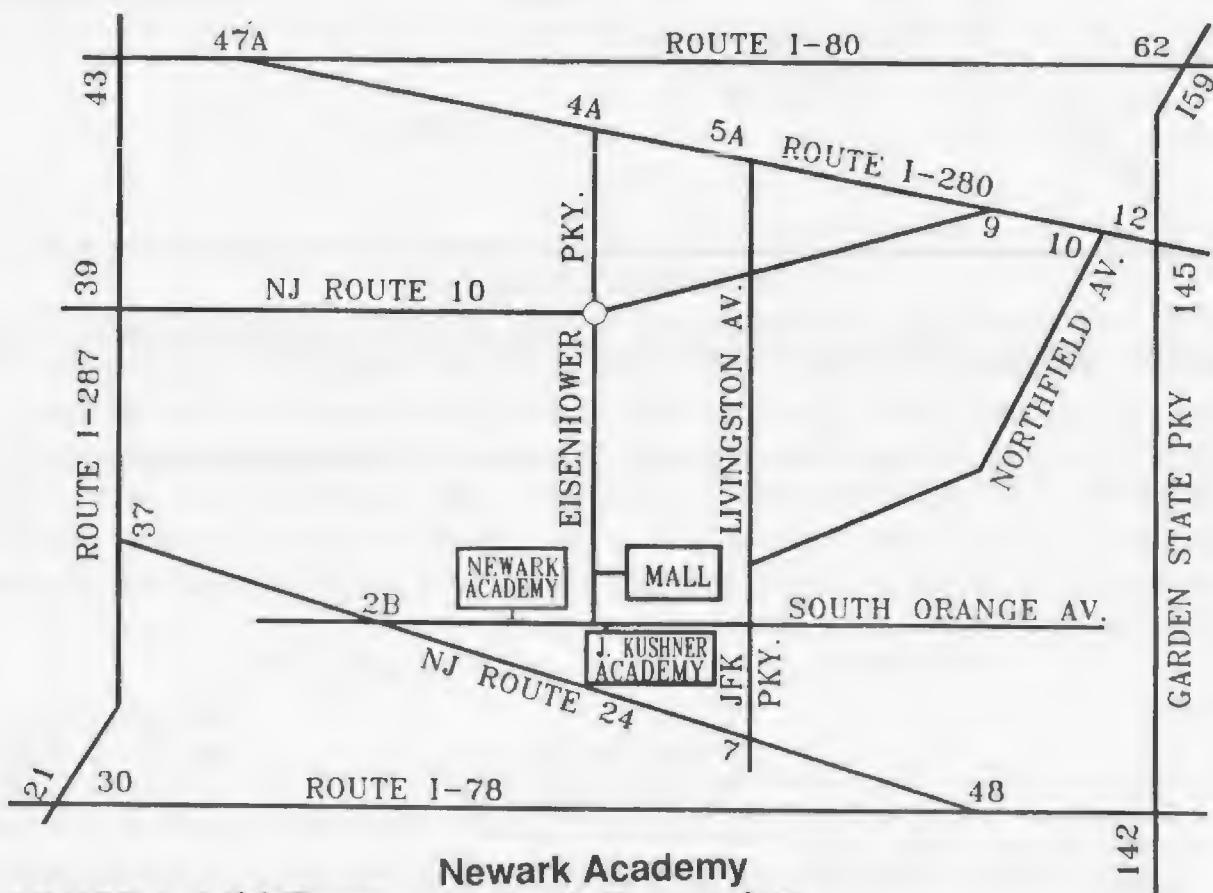 47A
ROUTE I-80
62
43
159
4A
5A
ROUTE I-280
PKY.
9
10
12
39
NJ ROUTE 10
145
NORTHFIELD AV.
LIVINGSTON AV.
EISENHOWER
ROUTE I-287
GARDEN STATE PKY
37
NEWARK
ACADEMY
MALL
2B
SOUTH ORANGE AV.
J. KUSHNER
ACADEMY
JFK
PKY.
NJ ROUTE 24
7
21
30
ROUTE I-78
48
142
Newark Academy